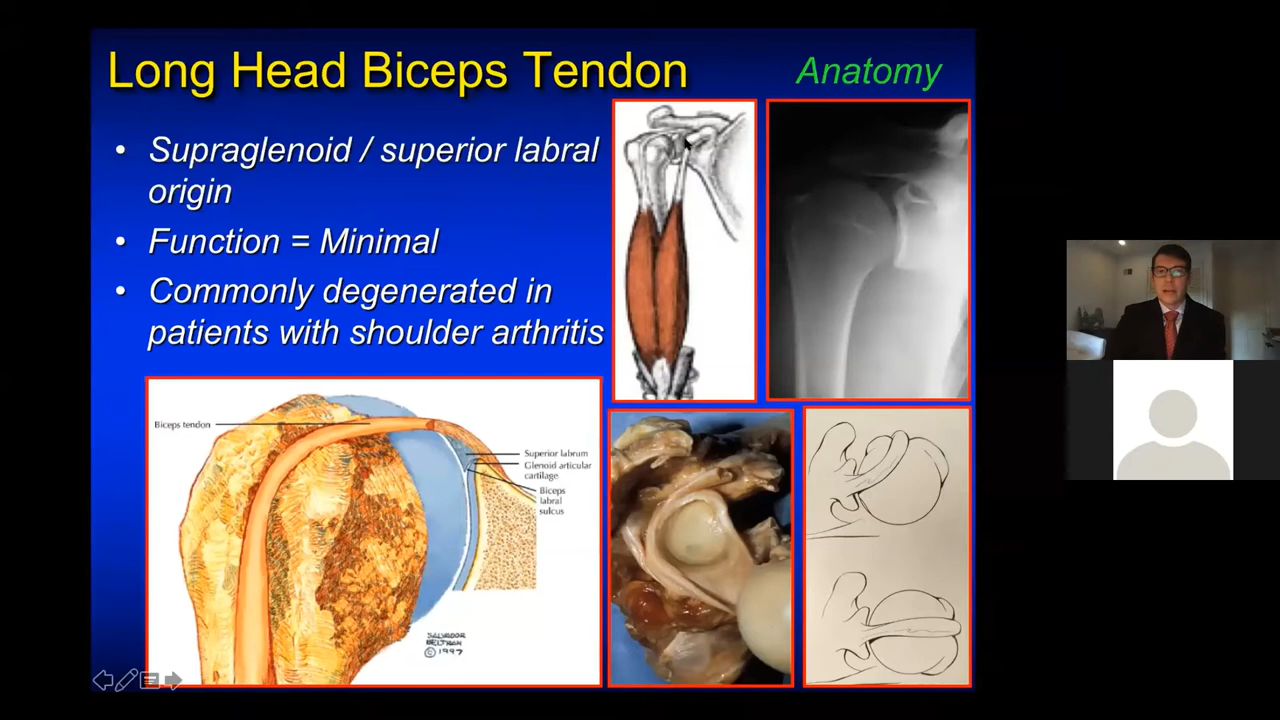 Long Head Biceps Tendon
Anatomy
• Supraglenoid / superior labral
origin
• Function = Minimal
• Commonly degenerated in
patients with shoulder arthritis
Biceps tendon
Superior labrum
Glenoid articular
cartilage
Biceps
labral
sulcus
SALVADOR
BELTRAN
© 1997